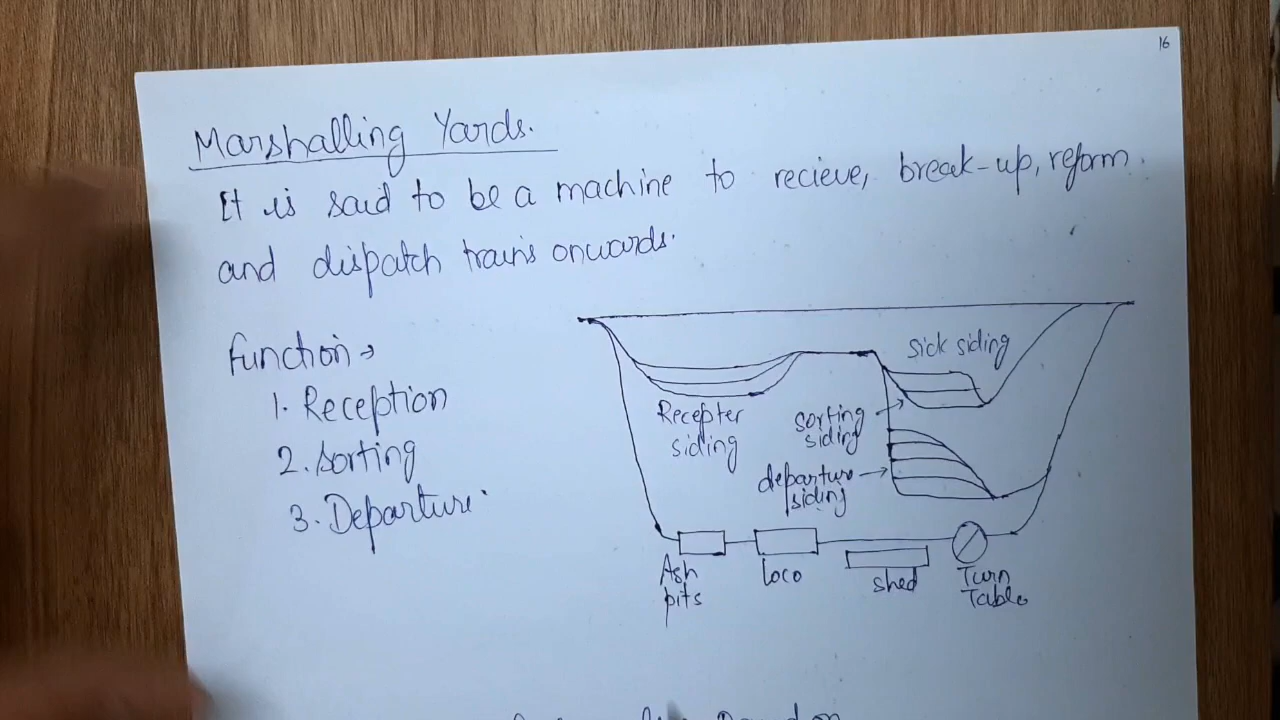 16
Marshalling Yards.
It is said to be a machine to recieve, break-up, reform
and dispatch trains onwards.
Function →
1. Reception
2. Sorting
3. Departure
Sick siding
Recepter
siding
sorting
siding
departure
siding
Ash
pits
Loco
shed
Turn
Table